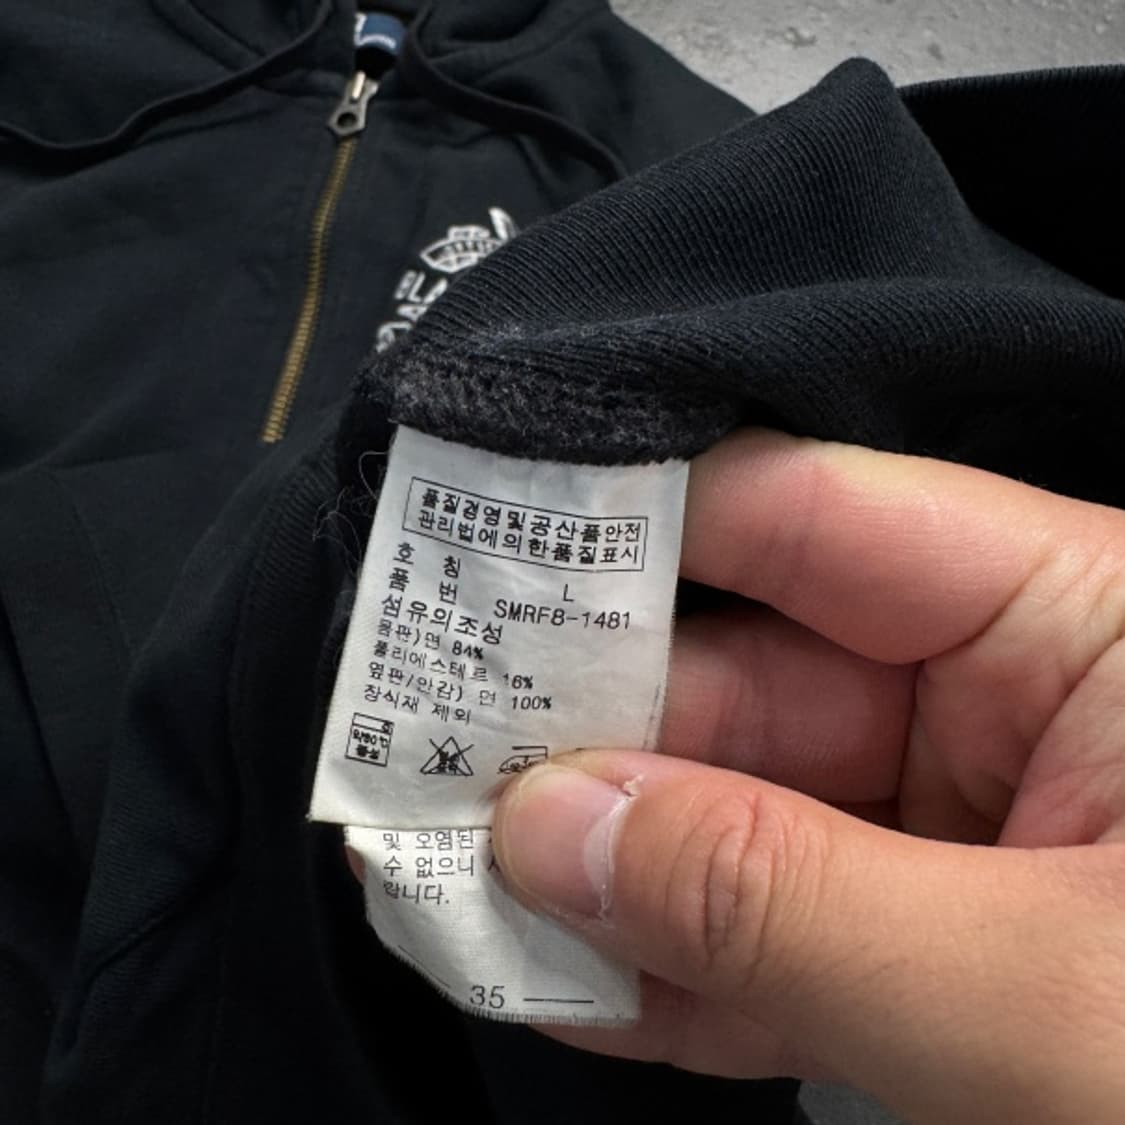 품질경영및공산품안전
관리법에의한품질표시
호 칭 L
품 번 SMRF8-1481
섬유의조성
몸판)면 84%
폴리에스테르 16%
옆판/안감) 면 100%
장식재 제외
및 오염된
수 없으니
랍니다.
35